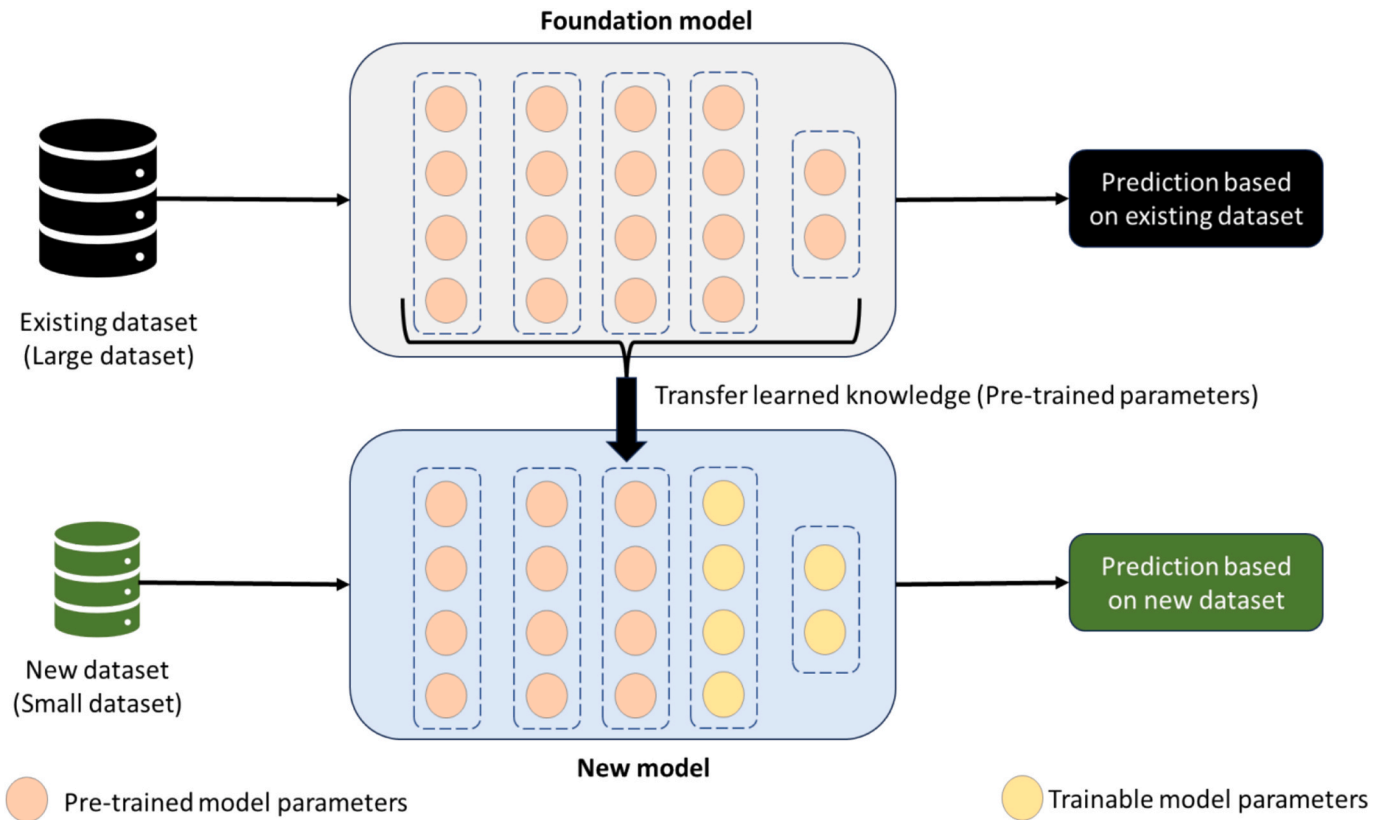 Foundation model
Existing dataset
(Large dataset)
Prediction based
on existing dataset
Transfer learned knowledge (Pre-trained parameters)
New dataset
(Small dataset)
Prediction based
on new dataset
New model
Pre-trained model parameters
Trainable model parameters